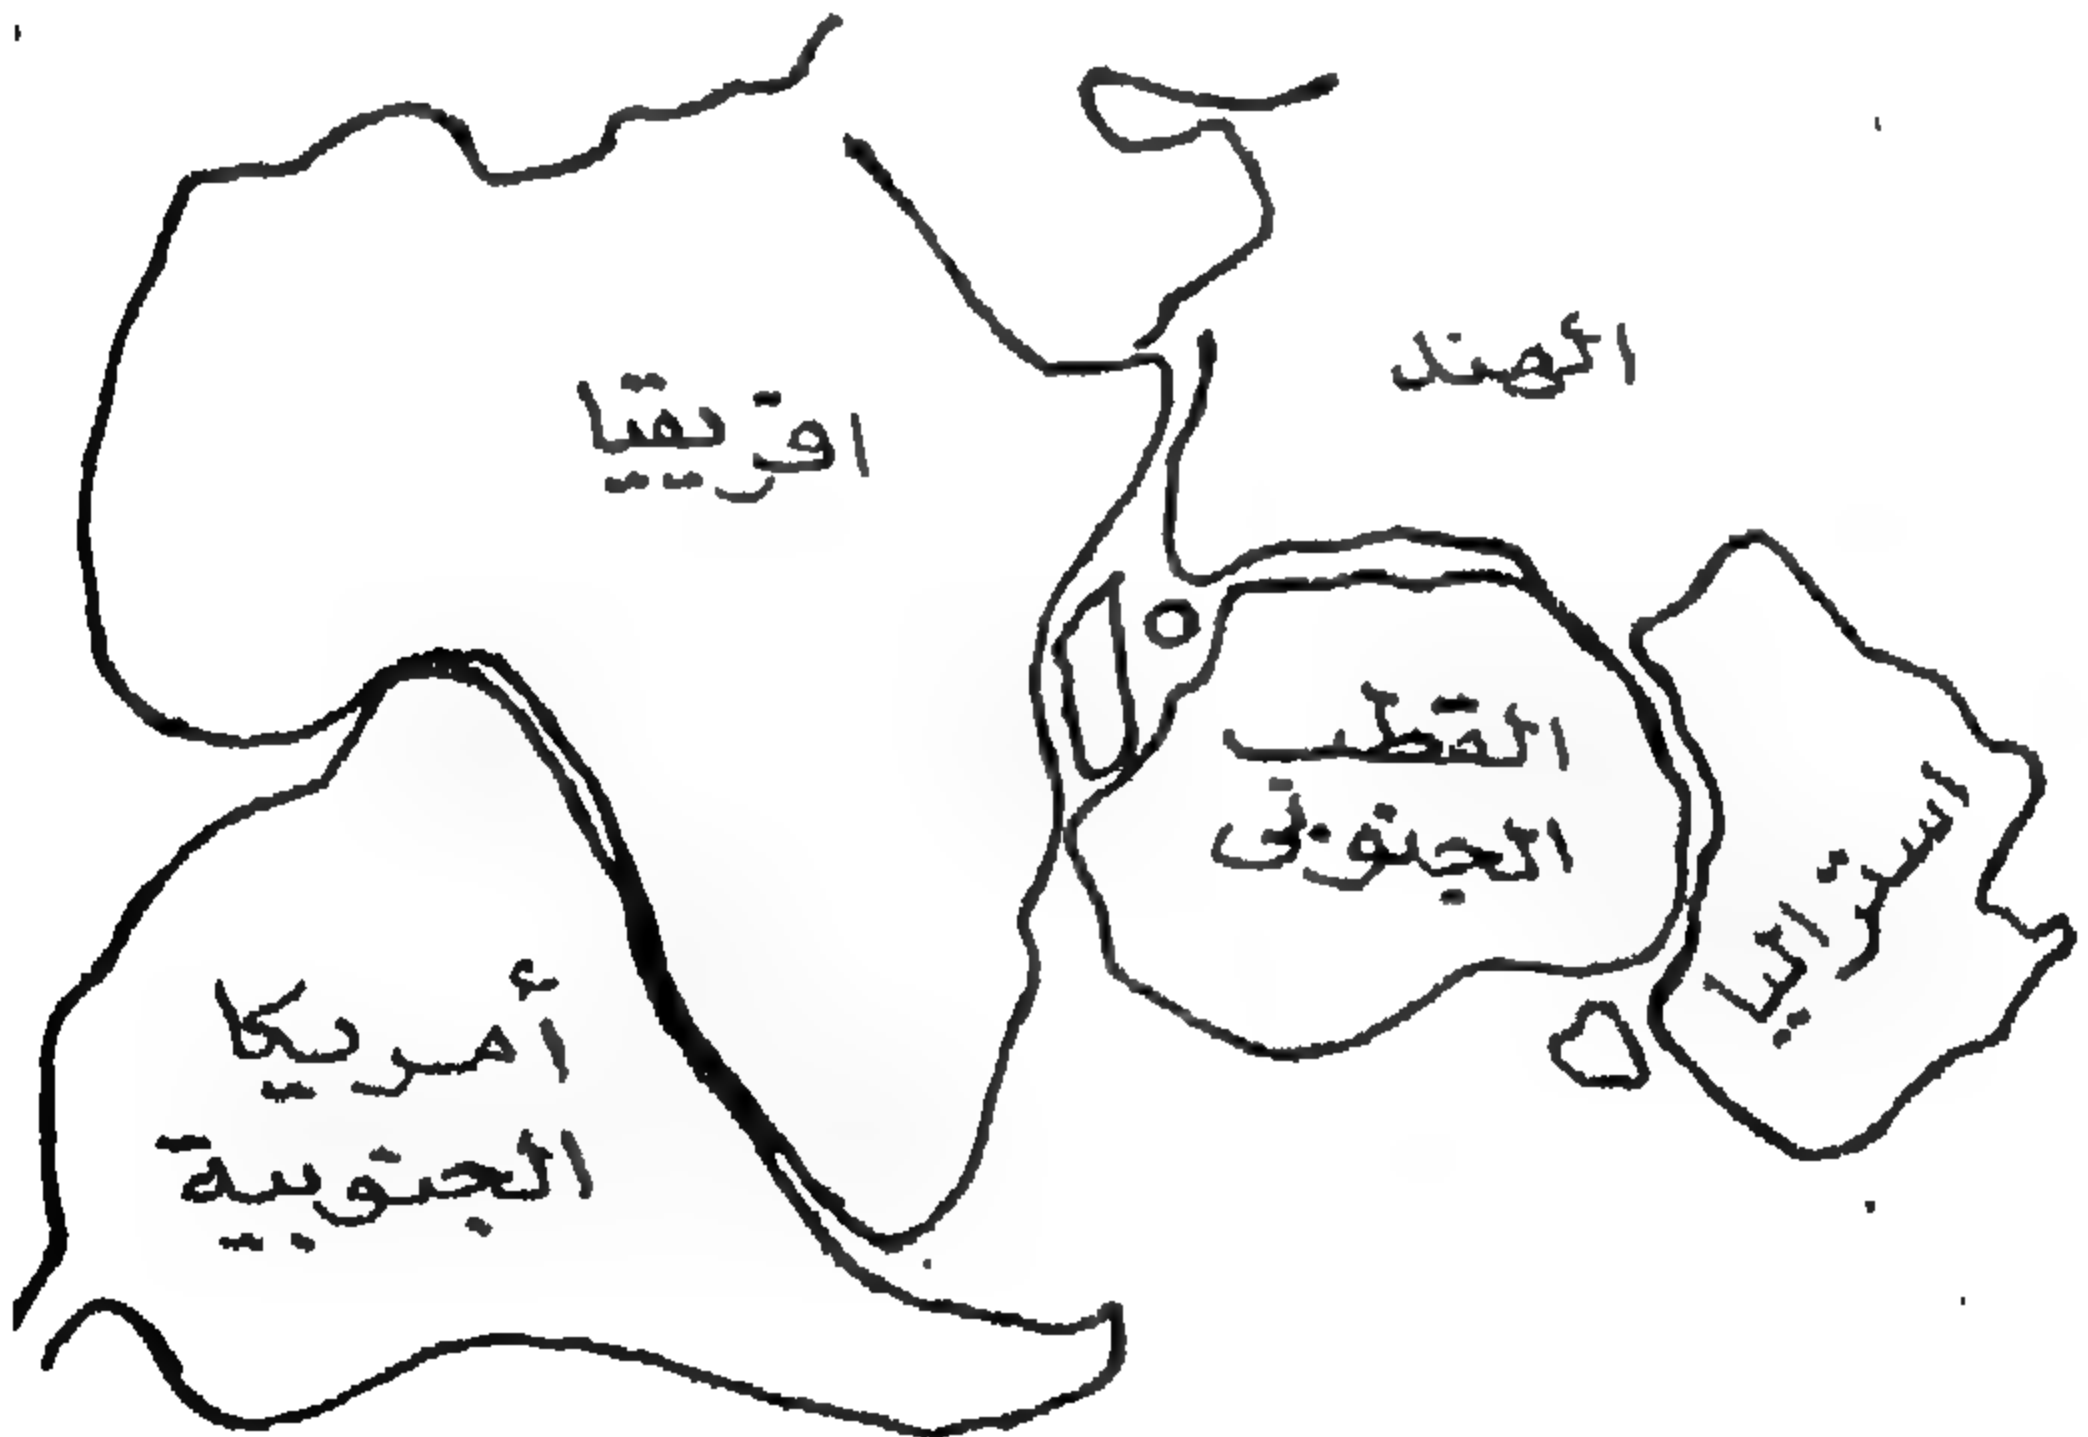 الهند
افريقيا
القطب
الجنوبي
استراليا
أمريكا
الجنوبية